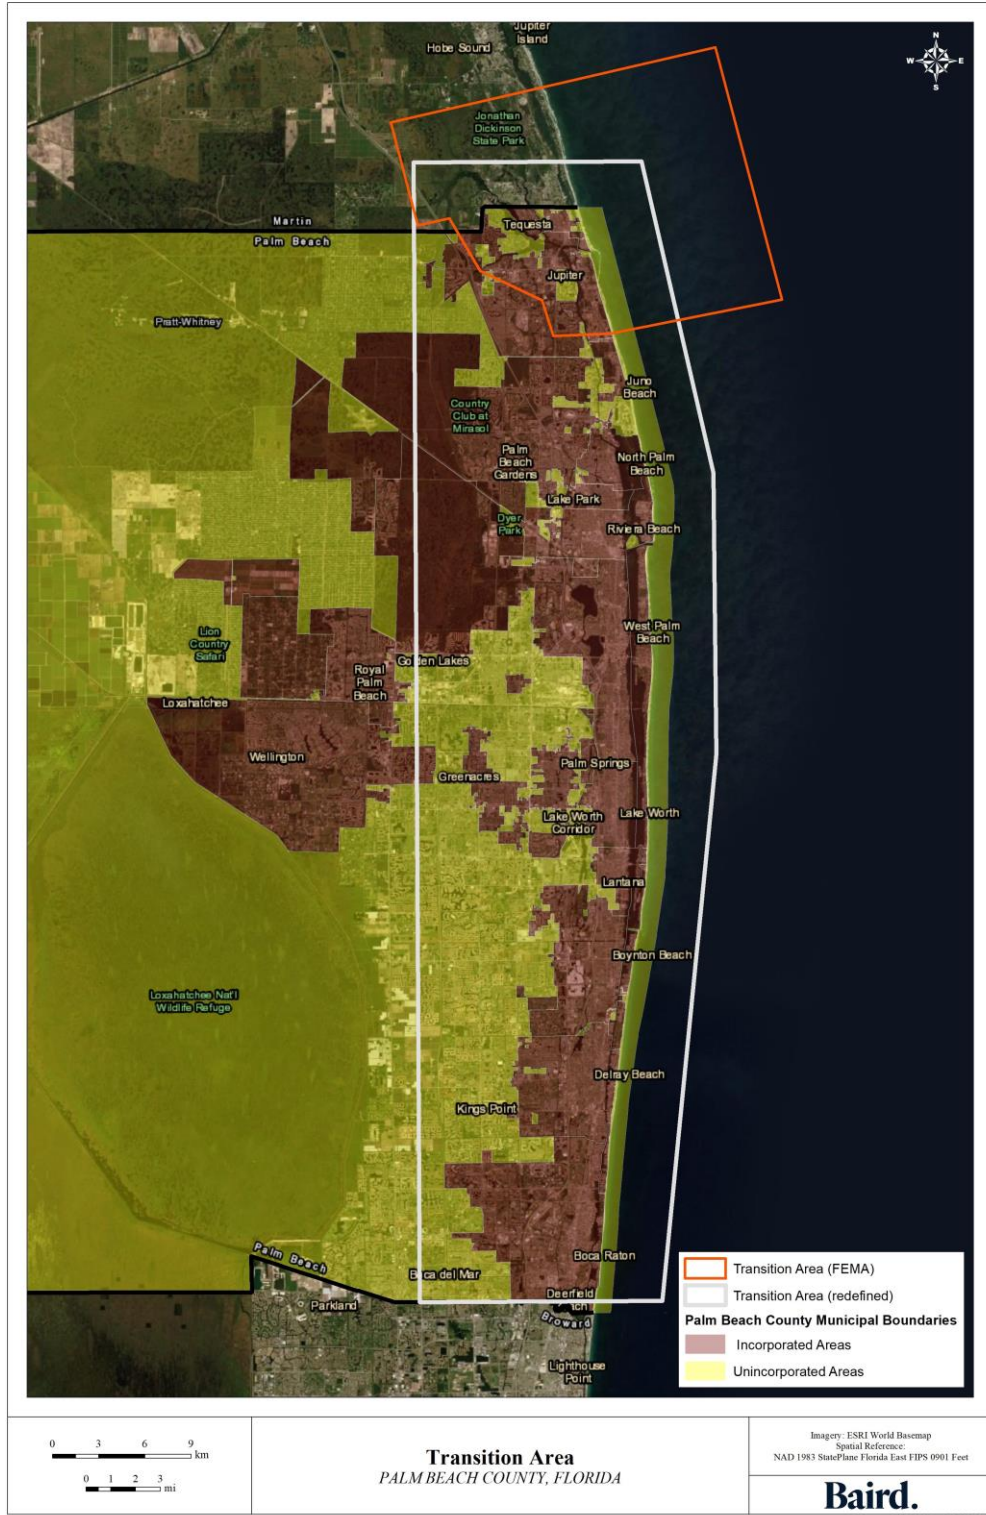 Jupiter
Island
Hobe Sound
N
W
E
S
Jonathan
Dickinson
State Park
Martin
Palm Beach
Tequesta
Jupiter
Pratt-Whitney
Juno
Beach
Country
Club at
Mirasol
Palm
Beach
Gardens
North Palm
Beach
Lake Park
Dyer
Park
Riviera Beach
Lion
Country
Safari
West Palm
Beach
Golden Lakes
Royal
Palm
Beach
Loxahatchee
Wellington
Palm Springs
Greenacres
Lake Worth
Corridor
Lake Worth
Lantana
Boynton Beach
Loxahatchee Nat'l
Wildlife Refuge
Delray Beach
Kings Point
Palm Beach
Boca Raton
Boca del Mar
Parkland
Deerfield
Broward
Lighthouse
Point
Transition Area (FEMA)
Transition Area (redefined)
Palm Beach County Municipal Boundaries
Incorporated Areas
Unincorporated Areas
0 3 6 9
km
0 1 2 3
mi
Transition Area
PALM BEACH COUNTY, FLORIDA
Imagery: ESRI World Basemap
Spatial Reference:
NAD 1983 StatePlane Florida East FIPS 0901 Feet
Baird.